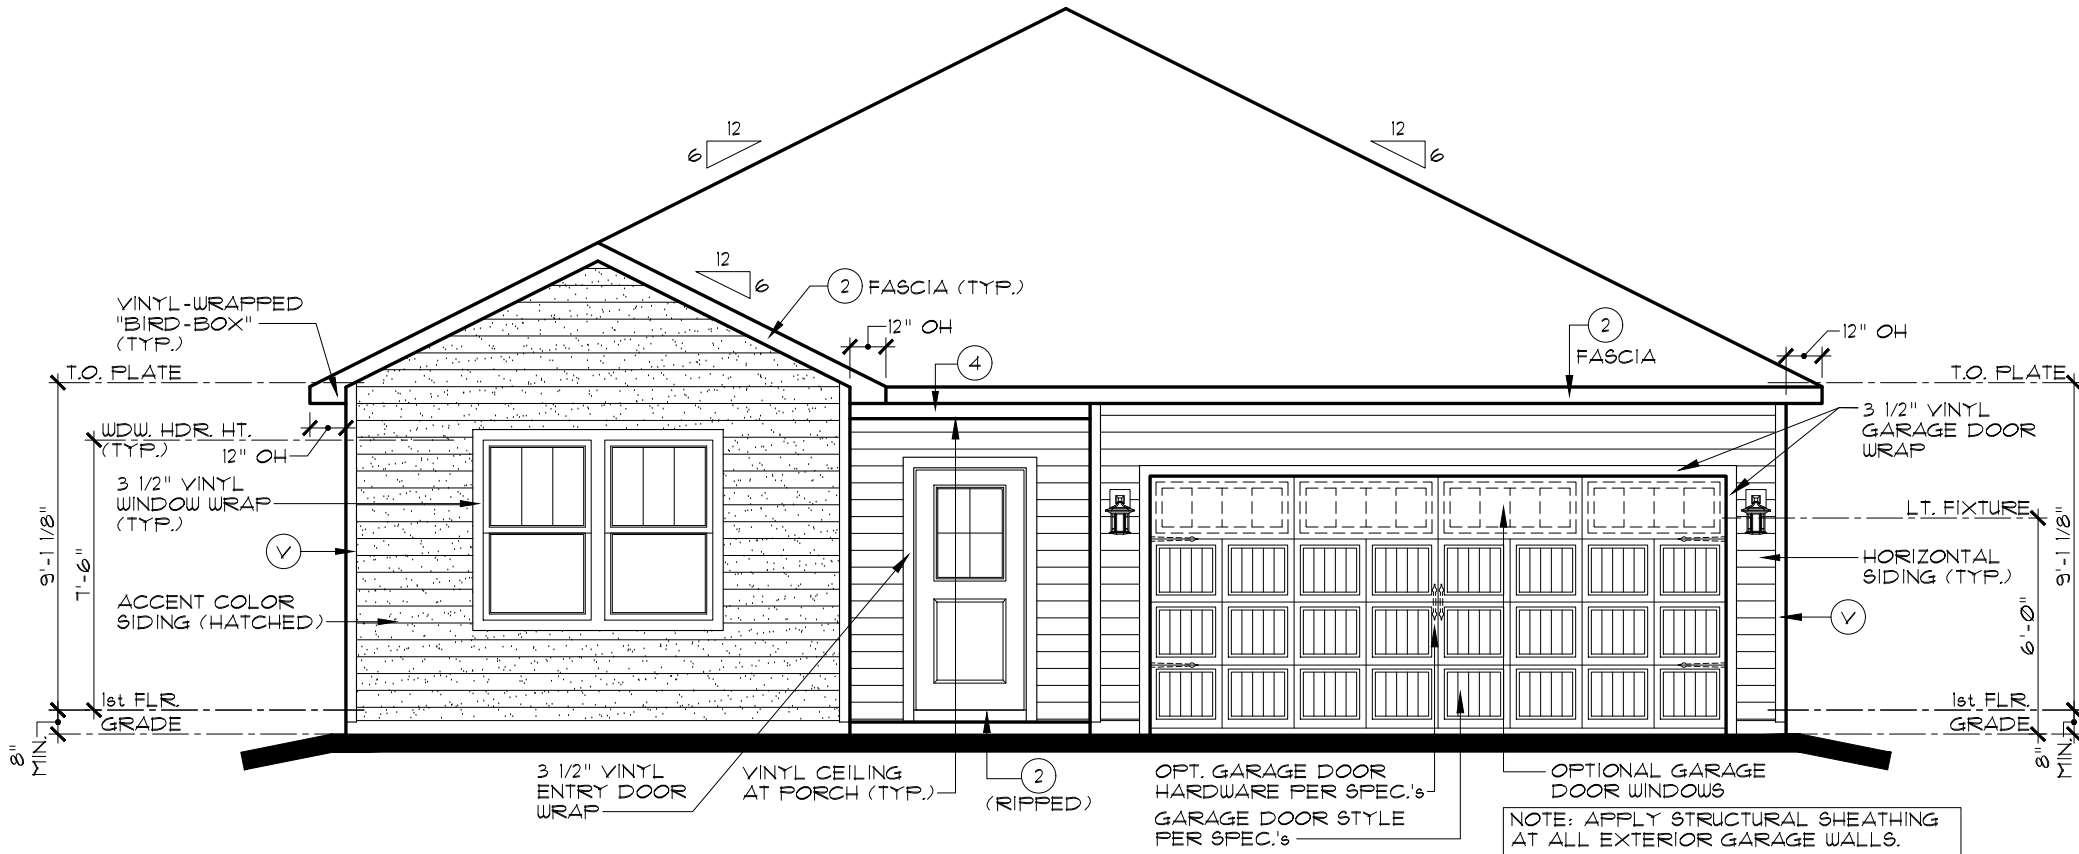 12
6
12
6
12
6
2 FASCIA (TYP.)
VINYL-WRAPPED
"BIRD-BOX"
(TYP.)
12" OH
4
2
FASCIA
12" OH
T.O. PLATE
T.O. PLATE
WDW. HDR. HT.
(TYP.)
12" OH
3 1/2" VINYL
WINDOW WRAP
(TYP.)
3 1/2" VINYL
GARAGE DOOR
WRAP
LT. FIXTURE
V
9'-1 1/8"
7'-6"
HORIZONTAL
SIDING (TYP.)
9'-1 1/8"
6'-0"
ACCENT COLOR
SIDING (HATCHED)
V
1st FLR.
GRADE
1st FLR.
GRADE
8"
MIN.
8"
MIN.
3 1/2" VINYL
ENTRY DOOR
WRAP
VINYL CEILING
AT PORCH (TYP.)
2
(RIPPED)
OPT. GARAGE DOOR
HARDWARE PER SPEC.'s
GARAGE DOOR STYLE
PER SPEC.'s
OPTIONAL GARAGE
DOOR WINDOWS
NOTE: APPLY STRUCTURAL SHEATHING
AT ALL EXTERIOR GARAGE WALLS.